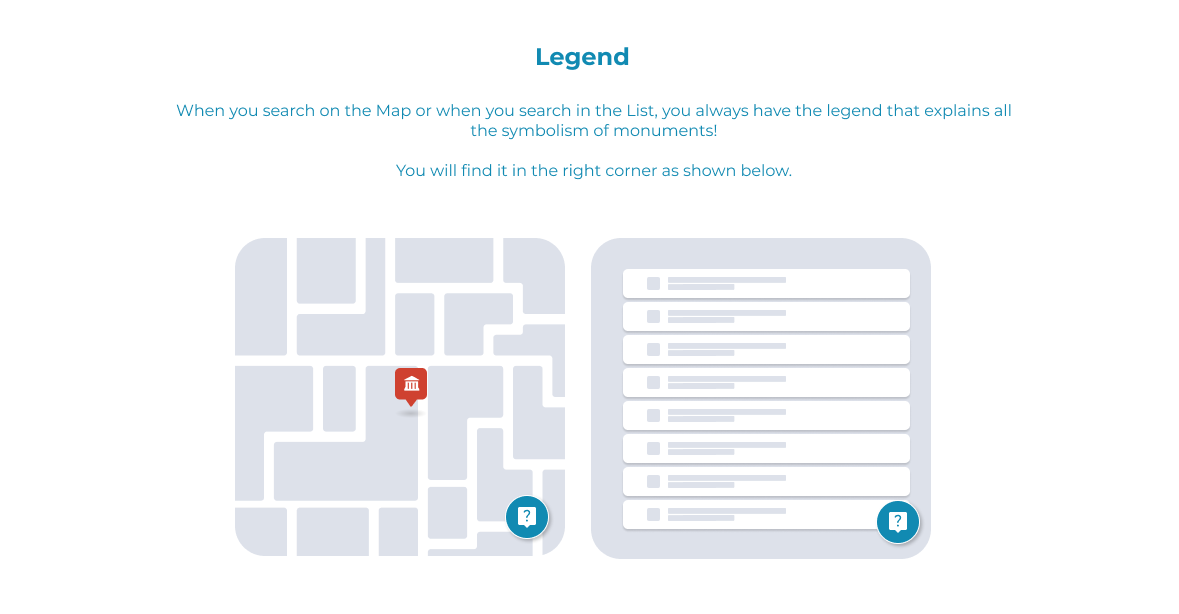 Legend
When you search on the Map or when you search in the List, you always have the legend that explains all
the symbolism of monuments!
You will find it in the right corner as shown below.
?
?